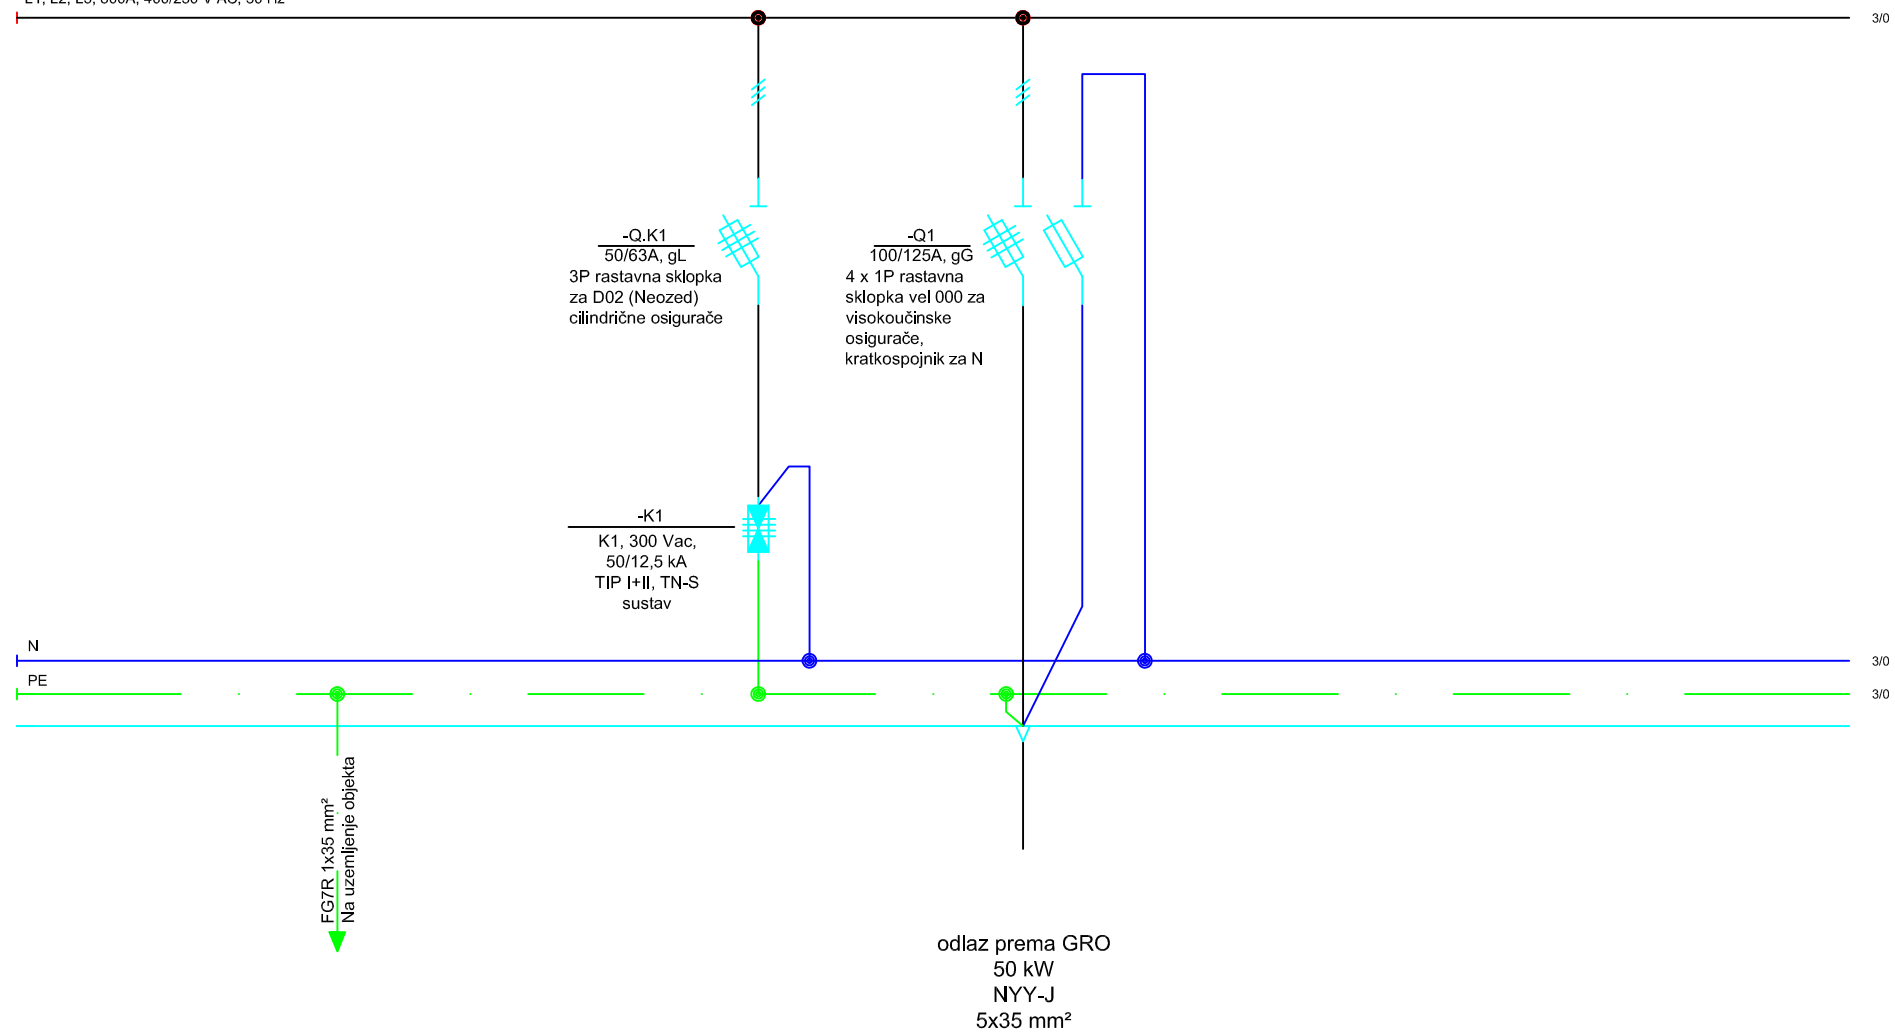 3/0
-Q.K1
50/63A, gL
3P rastavna sklopka
za D02 (Neozed)
cilindrične osigurače
-Q1
100/125A, gG
4 x 1P rastavna
sklopka vel 000 za
visokoučinske
osigurače,
kratkospojnik za N
-K1
K1, 300 Vac,
50/12,5 kA
TIP I+II, TN-S
sustav
N
3/0
PE
3/0
FG7R 1x35 mm²
Na uzemljenje objekta
odlaz prema GRO
50 kW
NYY-J
5x35 mm²